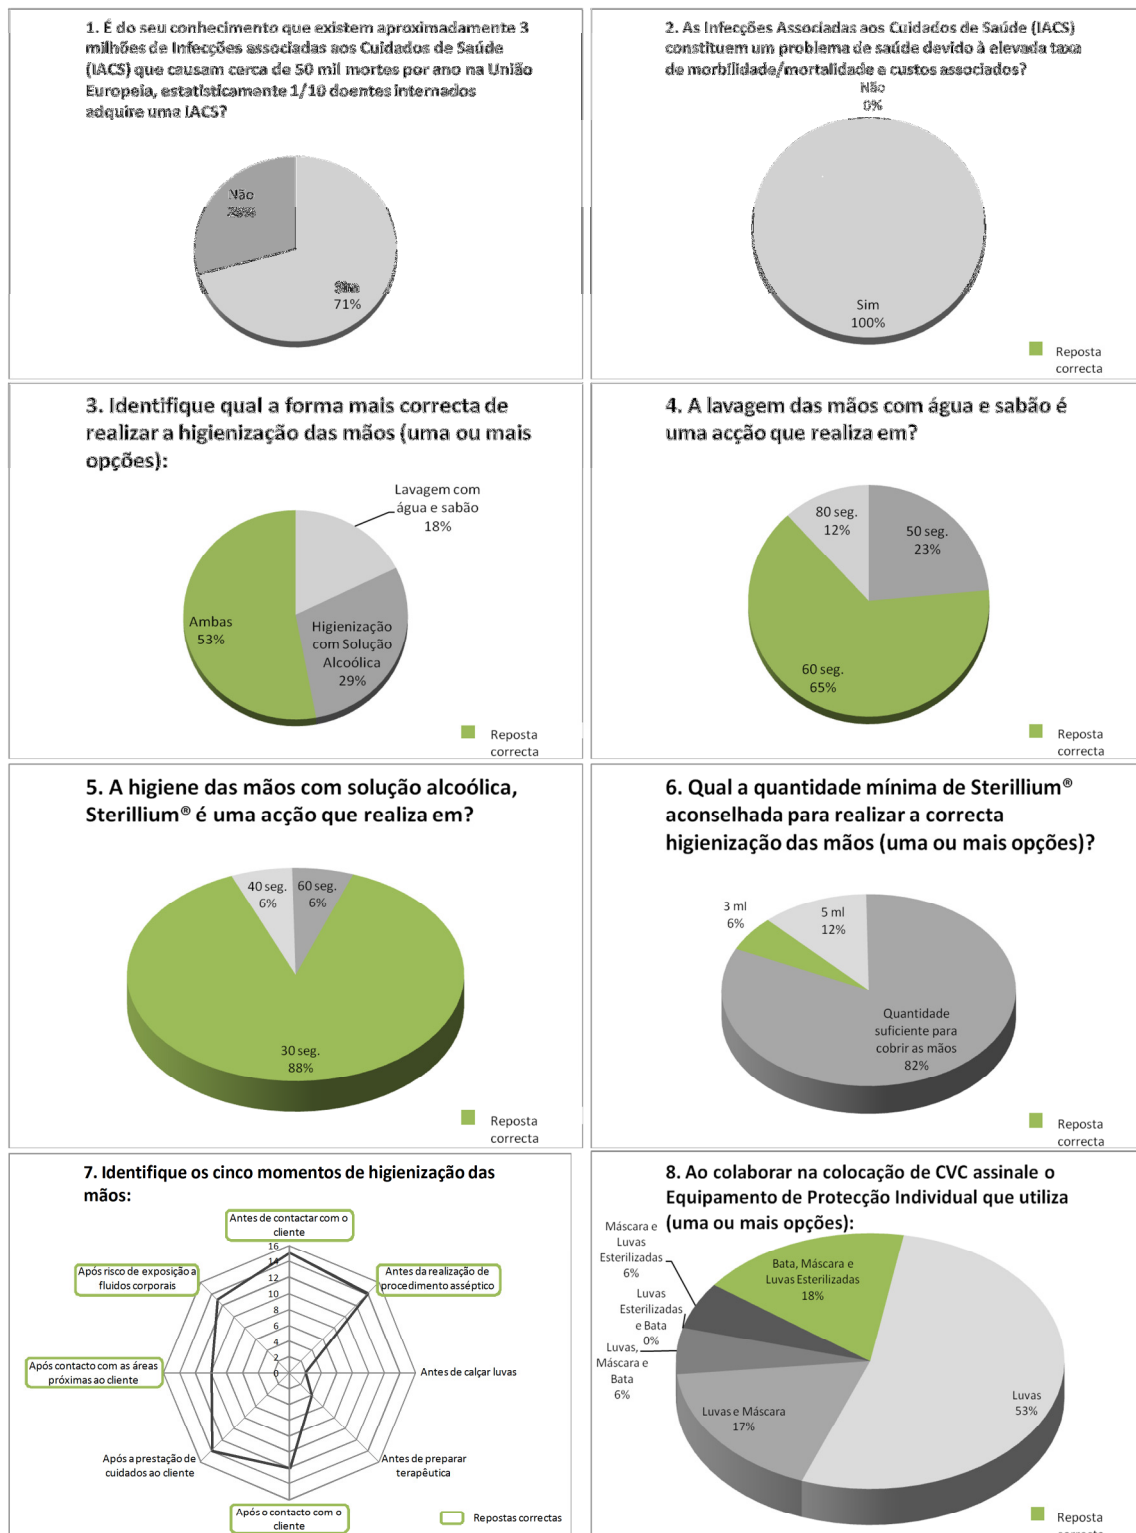 1. É do seu conhecimento que existem aproximadamente 3
milhões de Infecções associadas aos Cuidados de Saúde
(IACS) que causam cerca de 50 mil mortes por ano na União
Europeia, estatisticamente 1/10 doentes internados
adquire uma IACS?
Não
Sim
71%
2. As Infecções Associadas aos Cuidados de Saúde (IACS)
constituem um problema de saúde devido à elevada taxa
de morbilidade/mortalidade e custos associados?
Não
0%
Sim
100%
Reposta
correcta
3. Identifique qual a forma mais correcta de
realizar a higienização das mãos (uma ou mais
opções):
Lavagem com
água e sabão
18%
Ambas
53%
Higienização
com Solução
Alcoólica
29%
Reposta
correcta
4. A lavagem das mãos com água e sabão é
uma acção que realiza em?
80 seg.
12%
50 seg.
23%
60 seg.
65%
Reposta
correcta
5. A higiene das mãos com solução alcoólica,
Sterillium® é uma acção que realiza em?
40 seg.
6%
60 seg.
6%
30 seg.
88%
Reposta
correcta
6. Qual a quantidade mínima de Sterillium®
aconselhada para realizar a correcta
higienização das mãos (uma ou mais opções)?
3 ml
6%
5 ml
12%
Quantidade
suficiente para
cobrir as mãos
82%
Reposta
correcta
7. Identifique os cinco momentos de higienização das
mãos:
Antes de contactar com o
cliente
16
14
12
10
8
6
4
2
0
Após risco de exposição a
fluidos corporais
Antes da realização de
procedimento asséptico
Após contacto com as áreas
próximas ao cliente
Antes de calçar luvas
Após a prestação de
cuidados ao cliente
Antes de preparar
terapêutica
Após o contacto com o
cliente
Repostas correctas
8. Ao colaborar na colocação de CVC assinale o
Equipamento de Protecção Individual que utiliza
(uma ou mais opções):
Máscara e
Luvas
Esterilizadas
6%
Bata, Máscara e
Luvas Esterilizadas
18%
Luvas
Esterilizadas
e Bata
0%
Luvas,
Máscara e
Bata
6%
Luvas e Máscara
17%
Luvas
53%
Reposta
correcta